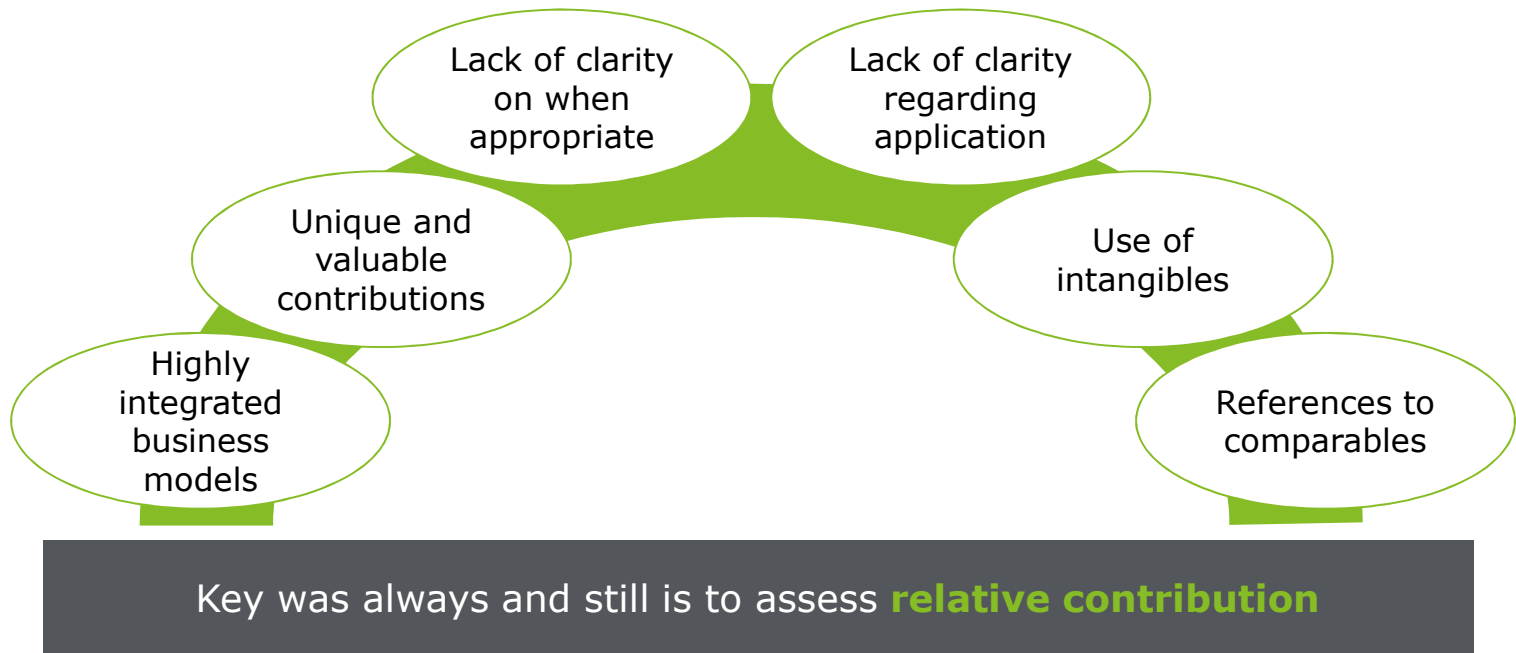 Lack of clarity
on when
appropriate
Lack of clarity
regarding
application
Unique and
valuable
contributions
Use of
intangibles
Highly
integrated
business
models
References to
comparables
Key was always and still is to assess relative contribution